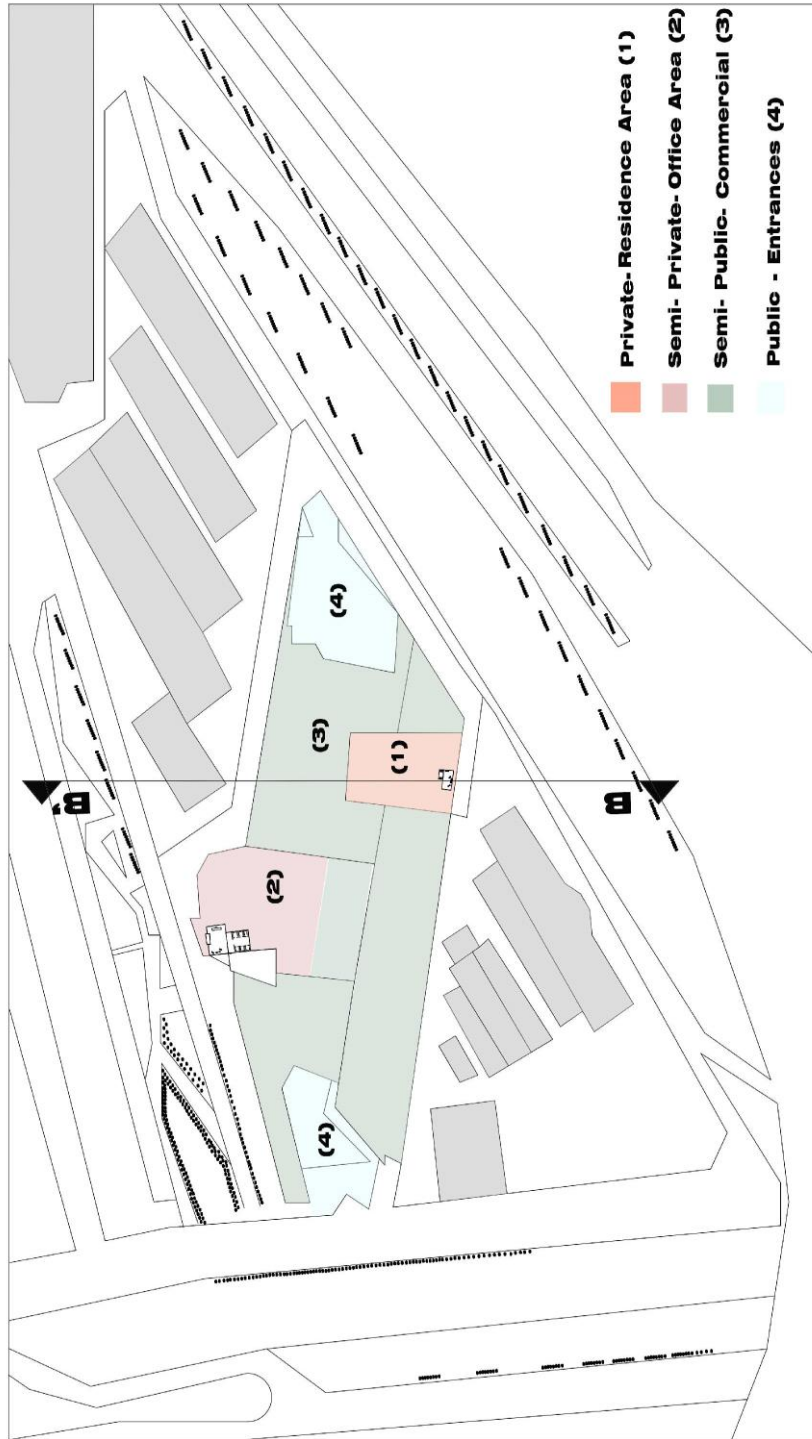 Private- Residence Area (1)
Semi- Private- Office Area (2)
Semi- Public- Commercial (3)
Public - Entrances (4)
(4)
(3)
(1)
(2)
(4)
B'
B